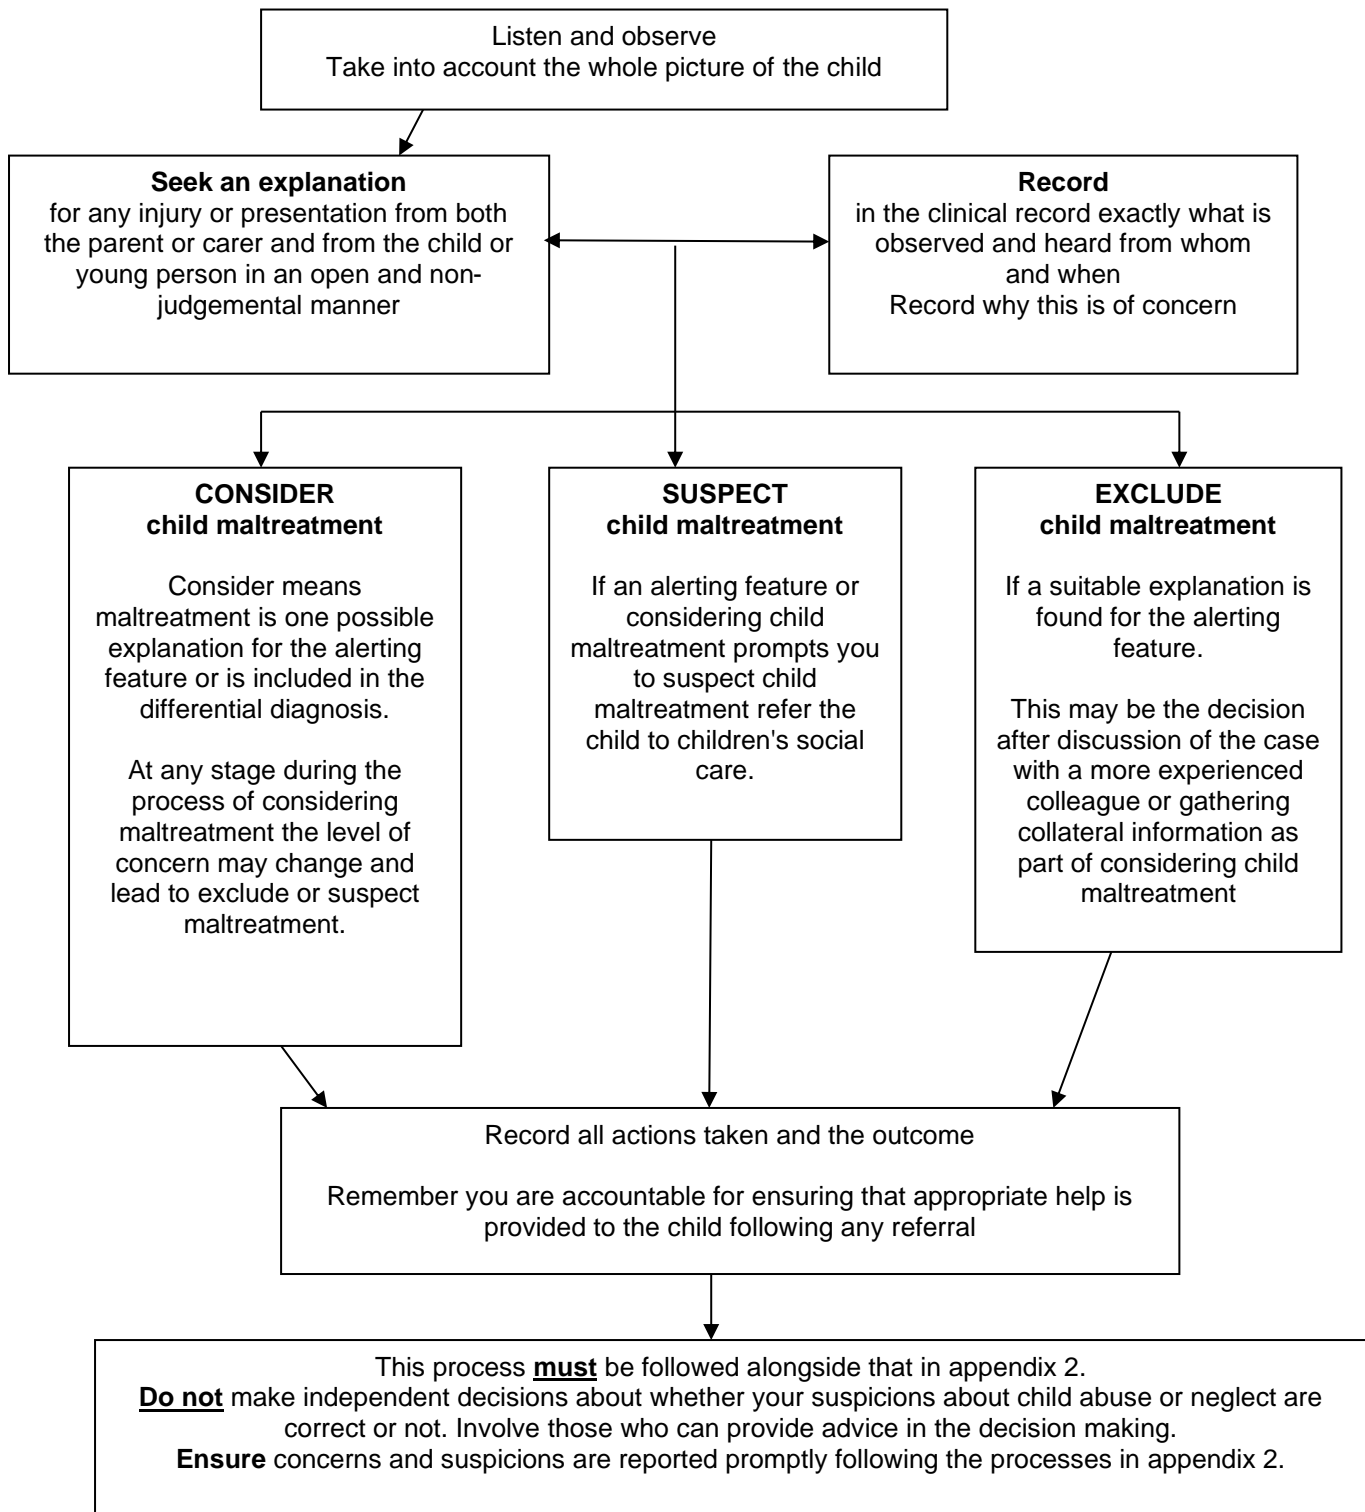 Listen and observe
Take into account the whole picture of the child
Seek an explanation
for any injury or presentation from both
the parent or carer and from the child or
young person in an open and non-
judgemental manner
Record
in the clinical record exactly what is
observed and heard from whom
and when
Record why this is of concern
CONSIDER
child maltreatment
Consider means
maltreatment is one possible
explanation for the alerting
feature or is included in the
differential diagnosis.
At any stage during the
process of considering
maltreatment the level of
concern may change and
lead to exclude or suspect
maltreatment.
SUSPECT
child maltreatment
If an alerting feature or
considering child
maltreatment prompts you
to suspect child
maltreatment refer the
child to children's social
care.
EXCLUDE
child maltreatment
If a suitable explanation is
found for the alerting
feature.
This may be the decision
after discussion of the case
with a more experienced
colleague or gathering
collateral information as
part of considering child
maltreatment
Record all actions taken and the outcome
Remember you are accountable for ensuring that appropriate help is
provided to the child following any referral
This process must be followed alongside that in appendix 2.
Do not make independent decisions about whether your suspicions about child abuse or neglect are
correct or not. Involve those who can provide advice in the decision making.
Ensure concerns and suspicions are reported promptly following the processes in appendix 2.